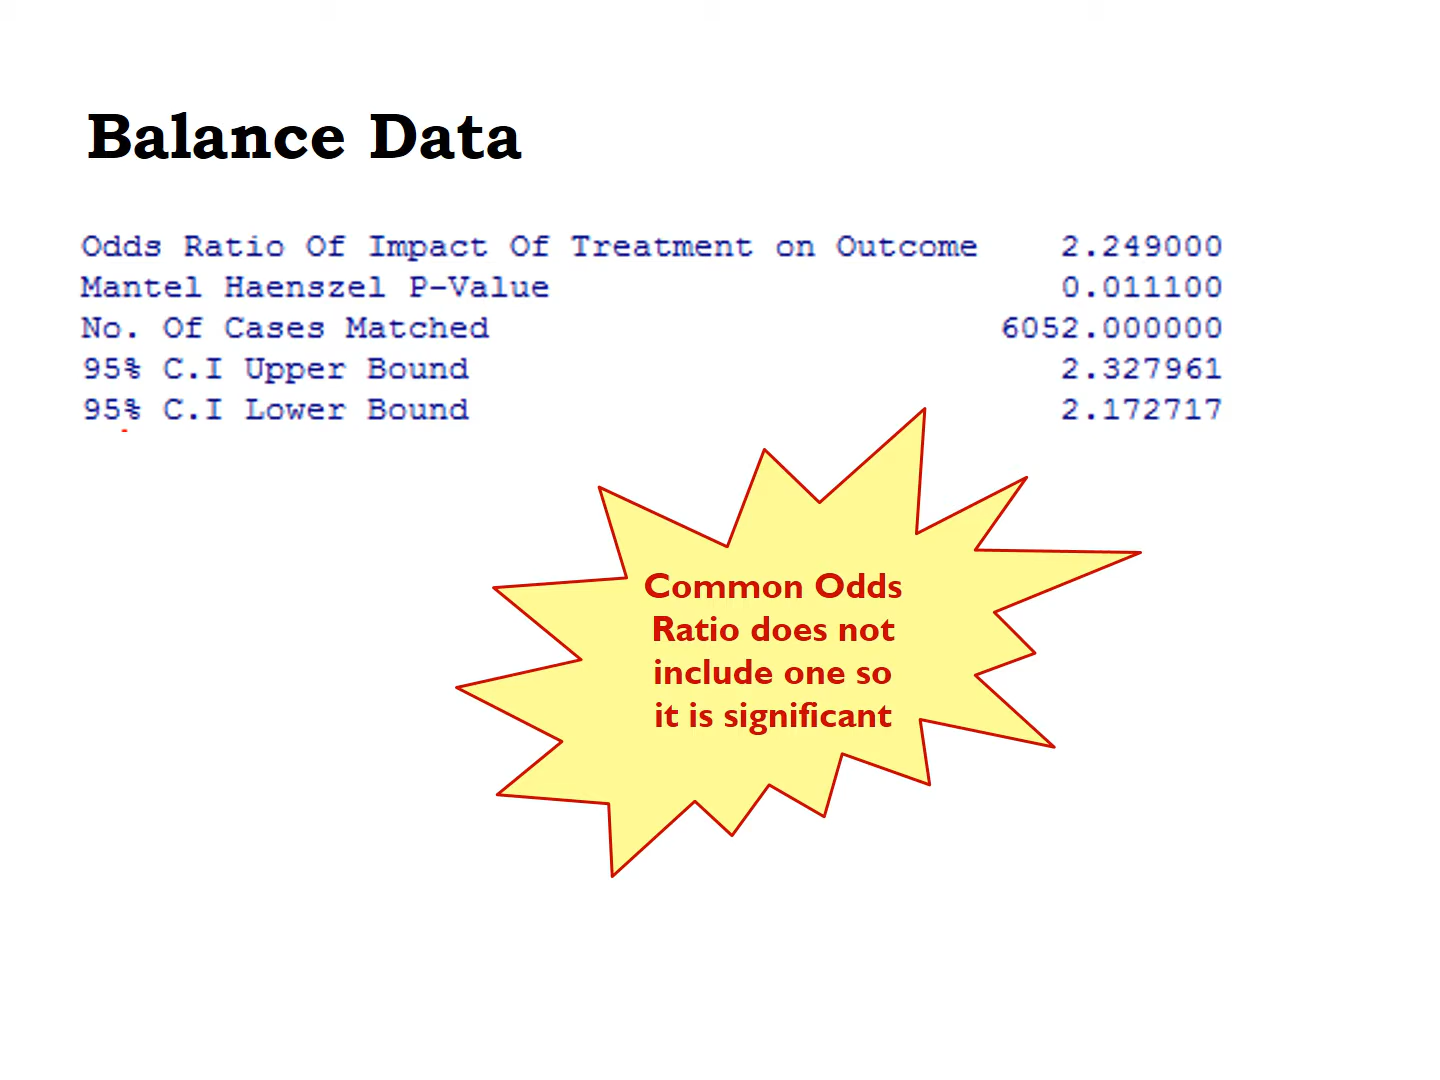 Balance Data
Odds Ratio Of Impact Of Treatment on Outcome 2.249000
Mantel Haenszel P-Value 0.011100
No. Of Cases Matched 6052.000000
95% C.I Upper Bound 2.327961
95% C.I Lower Bound 2.172717
Common Odds
Ratio does not
include one so
it is significant